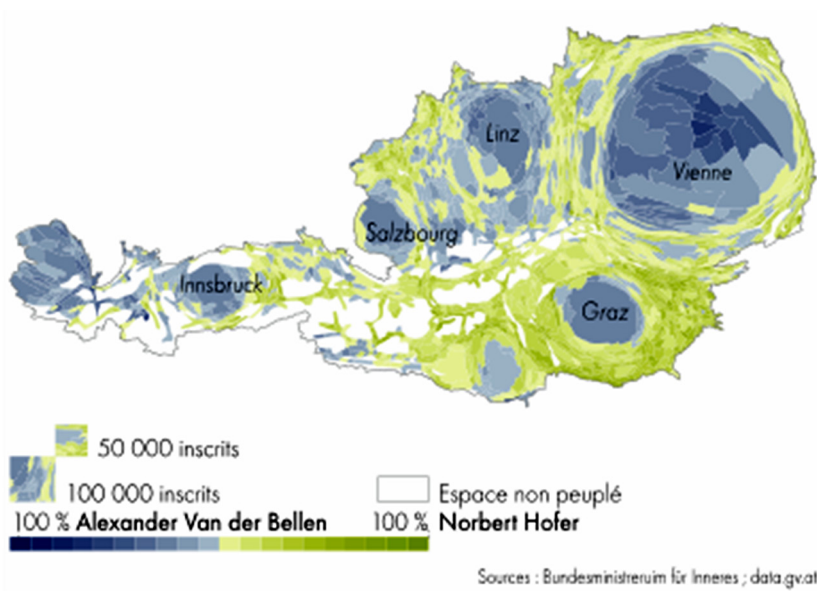 Linz
Vienne
Salzbourg
Innsbruck
Graz
50 000 inscrits
100 000 inscrits
Espace non peuplé
100 % Alexander Van der Bellen 100 % Norbert Hofer
Sources : Bundesministreruim für Inneres ; data.gv.at